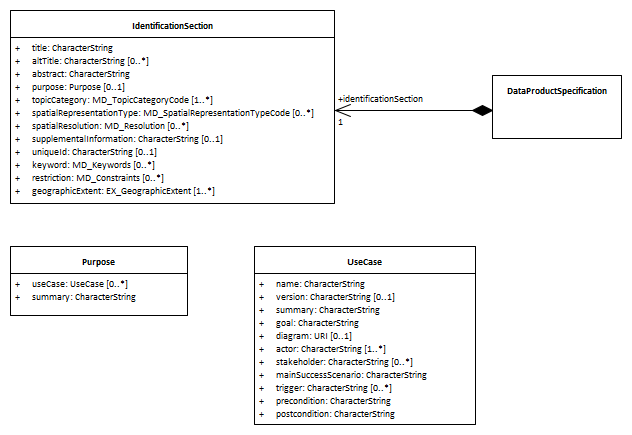 IdentificationSection
+ title: CharacterString
+ altTitle: CharacterString [0..*]
+ abstract: CharacterString
+ purpose: Purpose [0..1]
+ topicCategory: MD_TopicCategoryCode [1..*]
+ spatialRepresentationType: MD_SpatialRepresentationTypeCode [0..*]
+ spatialResolution: MD_Resolution [0..*]
+ supplementalInformation: CharacterString [0..1]
+ uniqueId: CharacterString [0..1]
+ keyword: MD_Keywords [0..*]
+ restriction: MD_Constraints [0..*]
+ geographicExtent: EX_GeographicExtent [1..*]
+identificationSection
1
DataProductSpecification
Purpose
+ useCase: UseCase [0..*]
+ summary: CharacterString
UseCase
+ name: CharacterString
+ version: CharacterString [0..1]
+ summary: CharacterString
+ goal: CharacterString
+ diagram: URI [0..1]
+ actor: CharacterString [1..*]
+ stakeholder: CharacterString [0..*]
+ mainSuccessScenario: CharacterString
+ trigger: CharacterString [0..*]
+ precondition: CharacterString
+ postcondition: CharacterString